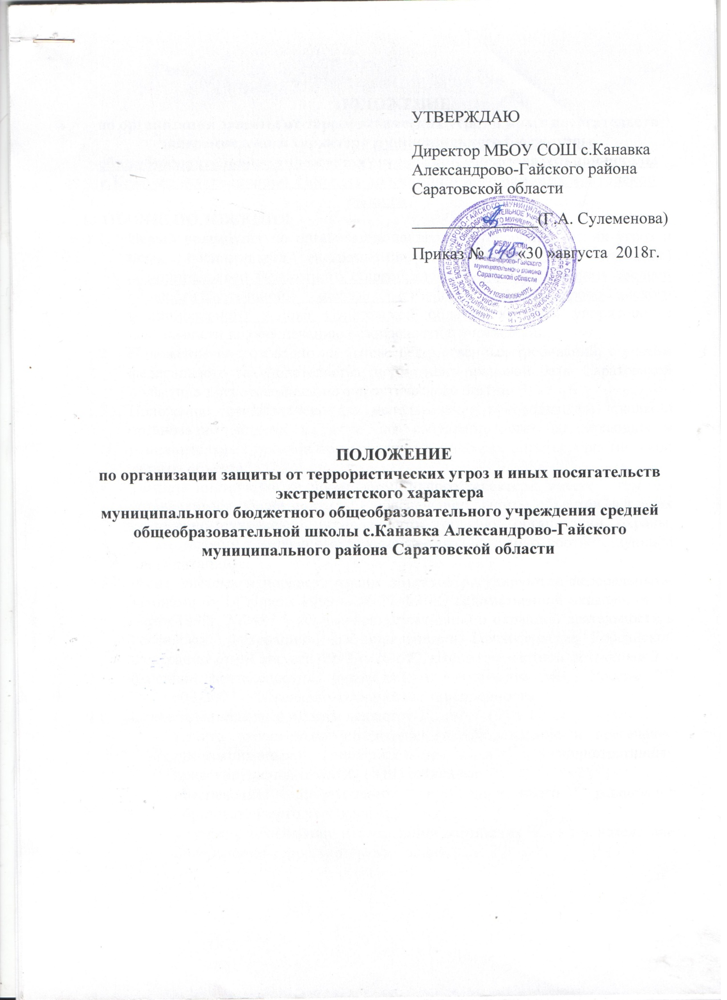 УТВЕРЖДАЮ
Директор МБОУ СОШ с.Канавка
Александрово-Гайского района
Саратовской области
(Г.А. Сулеменова)
Приказ № 145 «30 »августа 2018г.
ИНН 6401002221
МБОУ СОШ
с.Канавка
Александрово-Гайского
муниципального района
Саратовской области
ОГРН 1026400964072
ПОЛОЖЕНИЕ
по организации защиты от террористических угроз и иных посягательств
экстремистского характера
муниципального бюджетного общеобразовательного учреждения средней
общеобразовательной школы с.Канавка Александрово-Гайского
муниципального района Саратовской области